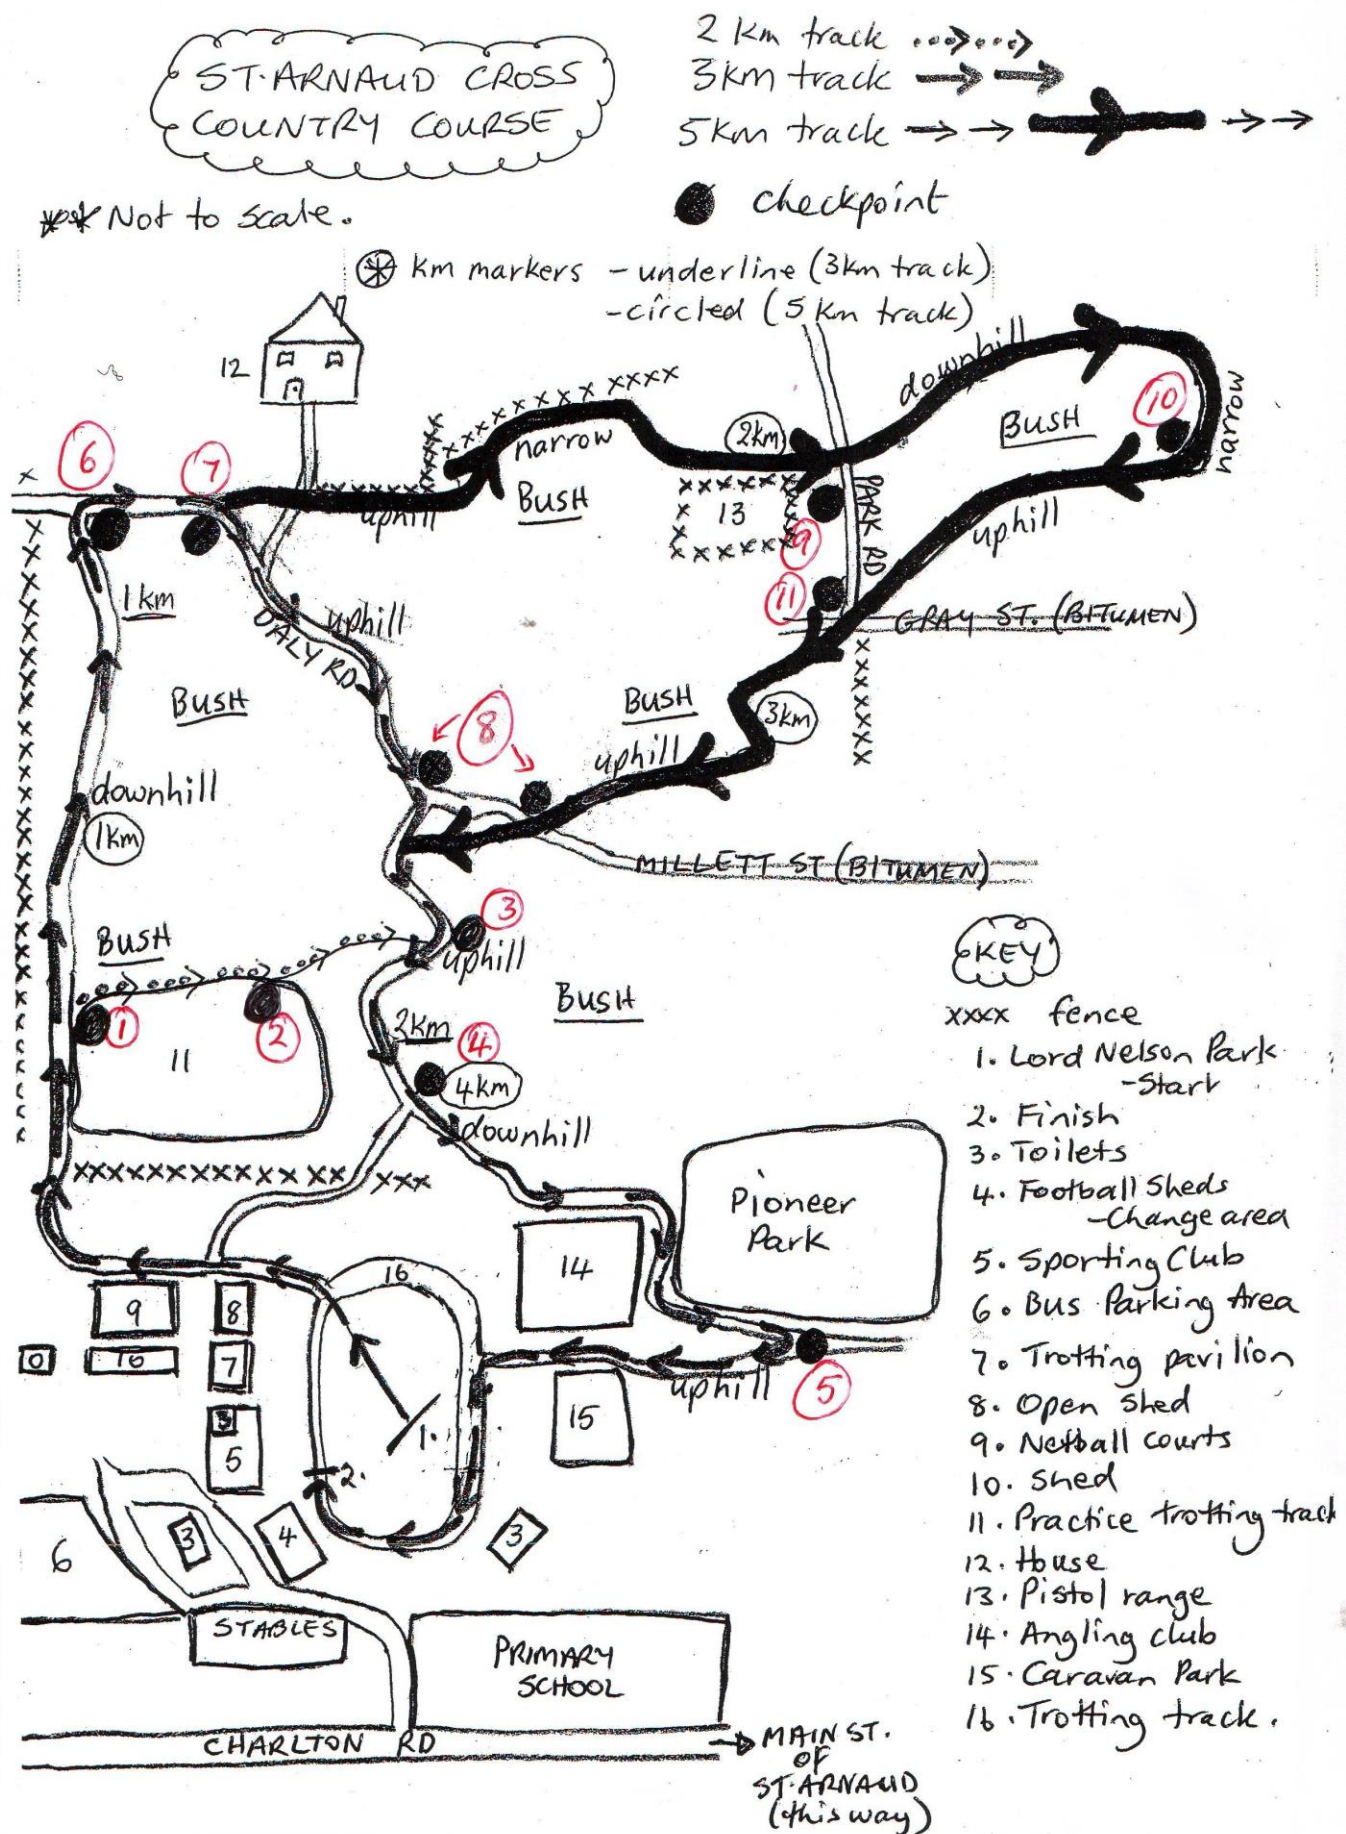 ST.ARNAUD CROSS
COUNTRY COURSE
2 Km track
3km track
5km track
** Not to scale.
checkpoint
km markers - underline (3km track)
-circled (5 km track)
12
downhill
10
BUSH
narrow
6
7
narrow
2km
BUSH
uphill
13
9
PARK RD
uphill
1km
11
GRAY ST. (BITUMEN)
DALY RD
uphill
BUSH
BUSH
3km
8
uphill
downhill
1km
MILLETT ST (BITUMEN)
3
BUSH
uphill
BUSH
1
2
11
2km
4
4km
downhill
Pioneer
Park
14
16
9
8
10
7
uphill
5
15
1.
3
5
2.
6
3
4
3
STABLES
PRIMARY
SCHOOL
CHARLTON RD
MAIN ST.
OF
ST.ARNAUD
(this way)
KEY
xxxx fence
1. Lord Nelson Park
-Start
2. Finish
3. Toilets
4. Football Sheds
-Change area
5. Sporting Club
6. Bus Parking Area
7. Trotting pavilion
8. Open shed
9. Netball courts
10. Shed
11. Practice trotting track
12. House
13. Pistol range
14. Angling club
15. Caravan Park
16. Trotting track.